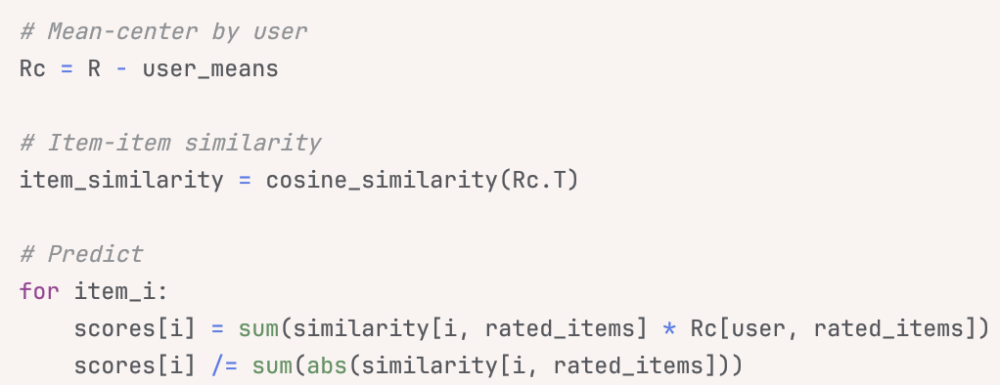 # Mean-center by user
Rc = R - user_means

# Item-item similarity
item_similarity = cosine_similarity(Rc.T)

# Predict
for item_i:
    scores[i] = sum(similarity[i, rated_items] * Rc[user, rated_items])
    scores[i] /= sum(abs(similarity[i, rated_items]))